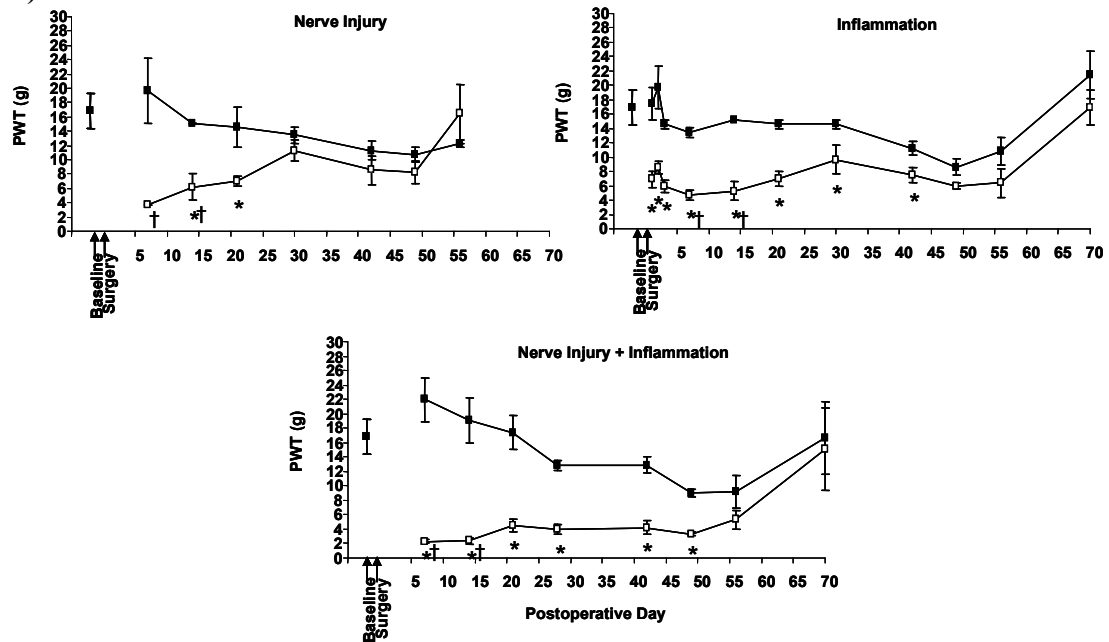 Nerve Injury
PWT (g)
30
28
26
24
22
20
18
16
14
12
10
8
6
4
2
0
†
*†
*
5 10 15 20 25 30 35 40 45 50 55 60 65 70
Baseline
Surgery
Inflammation
PWT (g)
30
28
26
24
22
20
18
16
14
12
10
8
6
4
2
0
* * * *† *† * * *
5 10 15 20 25 30 35 40 45 50 55 60 65 70
Baseline
Surgery
Nerve Injury + Inflammation
PWT (g)
30
28
26
24
22
20
18
16
14
12
10
8
6
4
2
0
*† *† * * * *
5 10 15 20 25 30 35 40 45 50 55 60 65 70
Baseline
Surgery
Postoperative Day